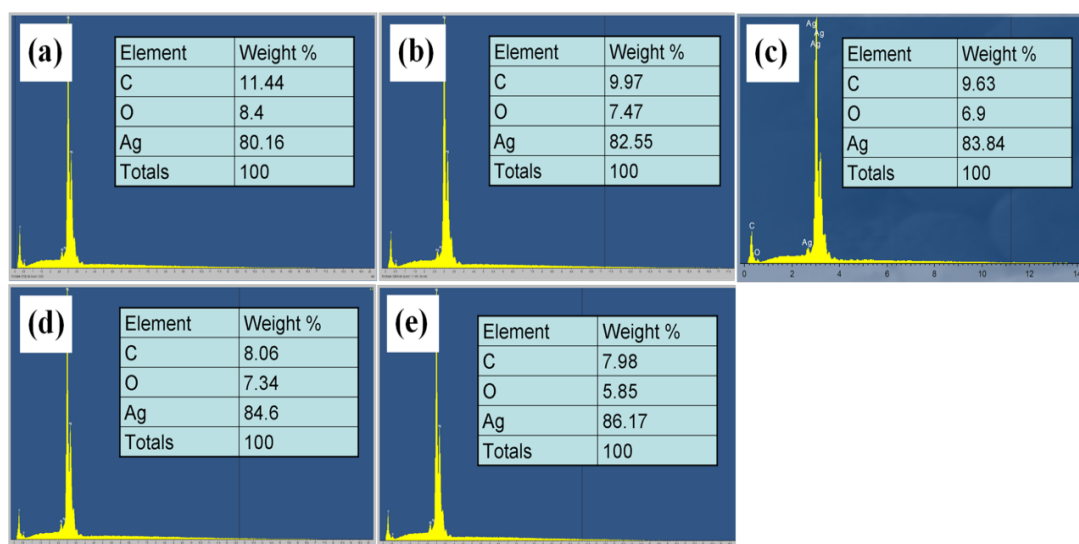 (a)
Element Weight %
C 11.44
O 8.4
Ag 80.16
Totals 100
(b)
Element Weight %
C 9.97
O 7.47
Ag 82.55
Totals 100
(c)
Ag
Ag
Ag
Element Weight %
C 9.63
O 6.9
Ag 83.84
Totals 100
C
O
Ag
0 2 4 6 8 10 12 14
(d)
Element Weight %
C 8.06
O 7.34
Ag 84.6
Totals 100
(e)
Element Weight %
C 7.98
O 5.85
Ag 86.17
Totals 100